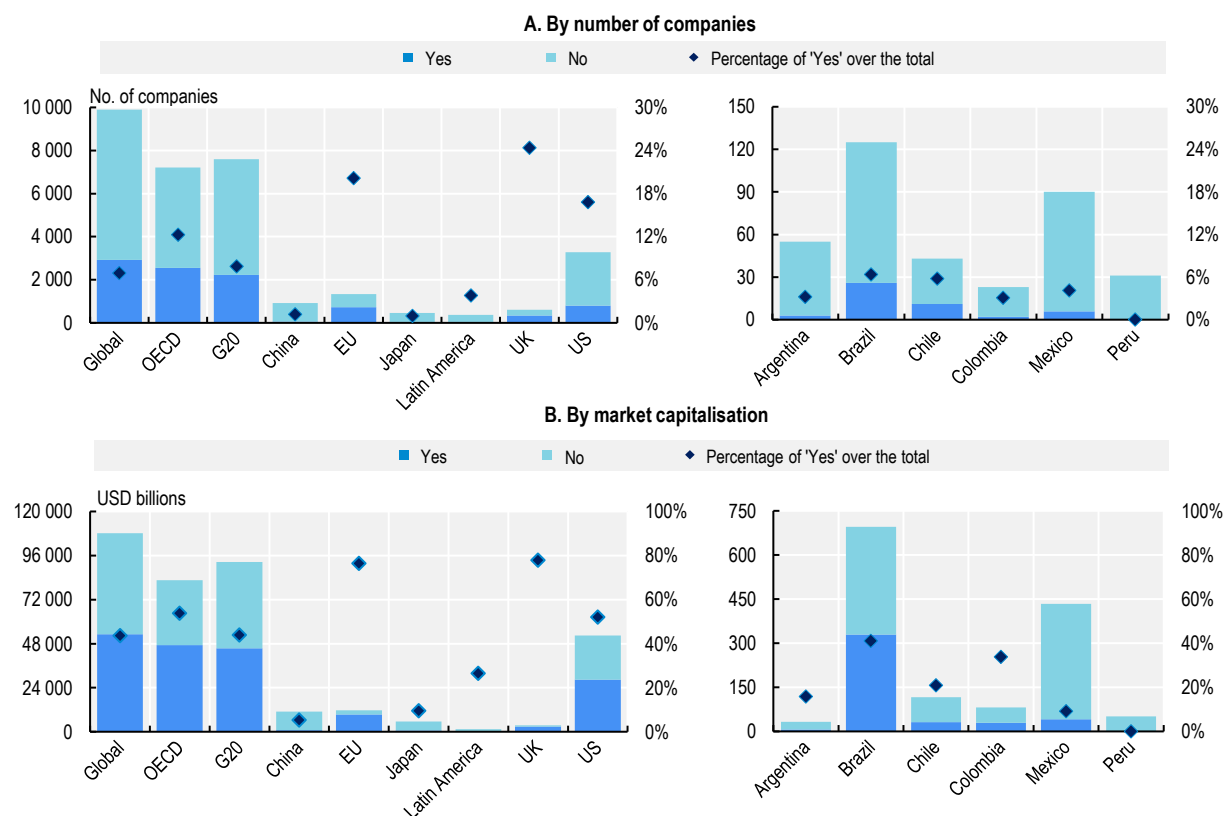 A. By number of companies
Yes No Percentage of 'Yes' over the total
No. of companies
10 000 30% 150 30%
8 000 24% 120 24%
6 000 18% 90 18%
4 000 12% 60 12%
2 000 6% 30 6%
0 0% 0 0%
Global OECD G20 China EU Japan Latin America UK US Argentina Brazil Chile Colombia Mexico Peru
B. By market capitalisation
Yes No Percentage of 'Yes' over the total
USD billions
120 000 100% 750 100%
96 000 80% 600 80%
72 000 60% 450 60%
48 000 40% 300 40%
24 000 20% 150 20%
0 0% 0 0%
Global OECD G20 China EU Japan Latin America UK US Argentina Brazil Chile Colombia Mexico Peru